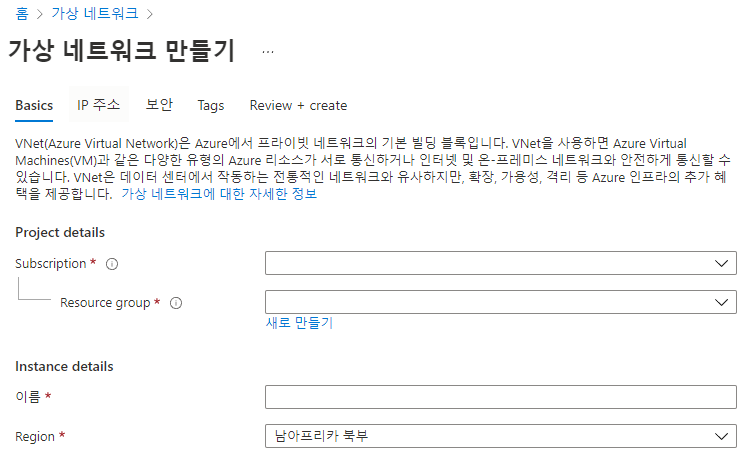 홈 > 가상 네트워크 >
가상 네트워크 만들기 ...
Basics IP 주소 보안 Tags Review + create
VNet(Azure Virtual Network)은 Azure에서 프라이빗 네트워크의 기본 빌딩 블록입니다. VNet을 사용하면 Azure Virtual
Machines(VM)과 같은 다양한 유형의 Azure 리소스가 서로 통신하거나 인터넷 및 온-프레미스 네트워크와 안전하게 통신할 수
있습니다. VNet은 데이터 센터에서 작동하는 전통적인 네트워크와 유사하지만, 확장, 가용성, 격리 등 Azure 인프라의 추가 혜
택을 제공합니다. 가상 네트워크에 대한 자세한 정보
Project details
Subscription *
Resource group *
새로 만들기
Instance details
이름 *
Region * 남아프리카 북부